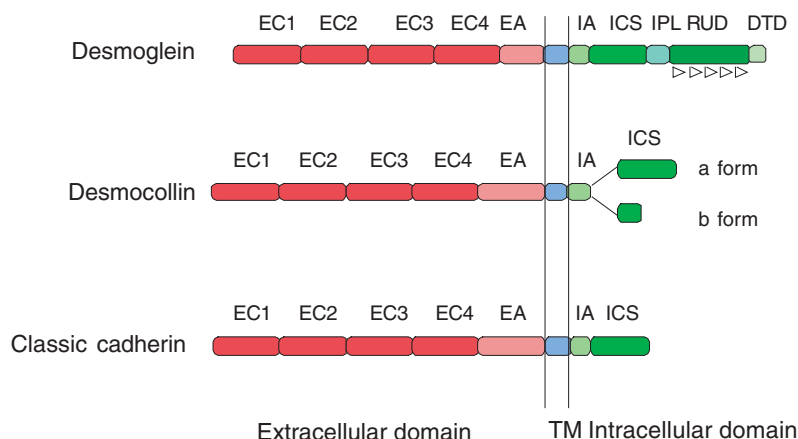 EC1 EC2 EC3 EC4 EA IA ICS IPL RUD DTD
Desmoglein
ICS
EC1 EC2 EC3 EC4 EA IA
a form
Desmocollin
b form
EC1 EC2 EC3 EC4 EA IA ICS
Classic cadherin
Extracellular domain TM Intracellular domain